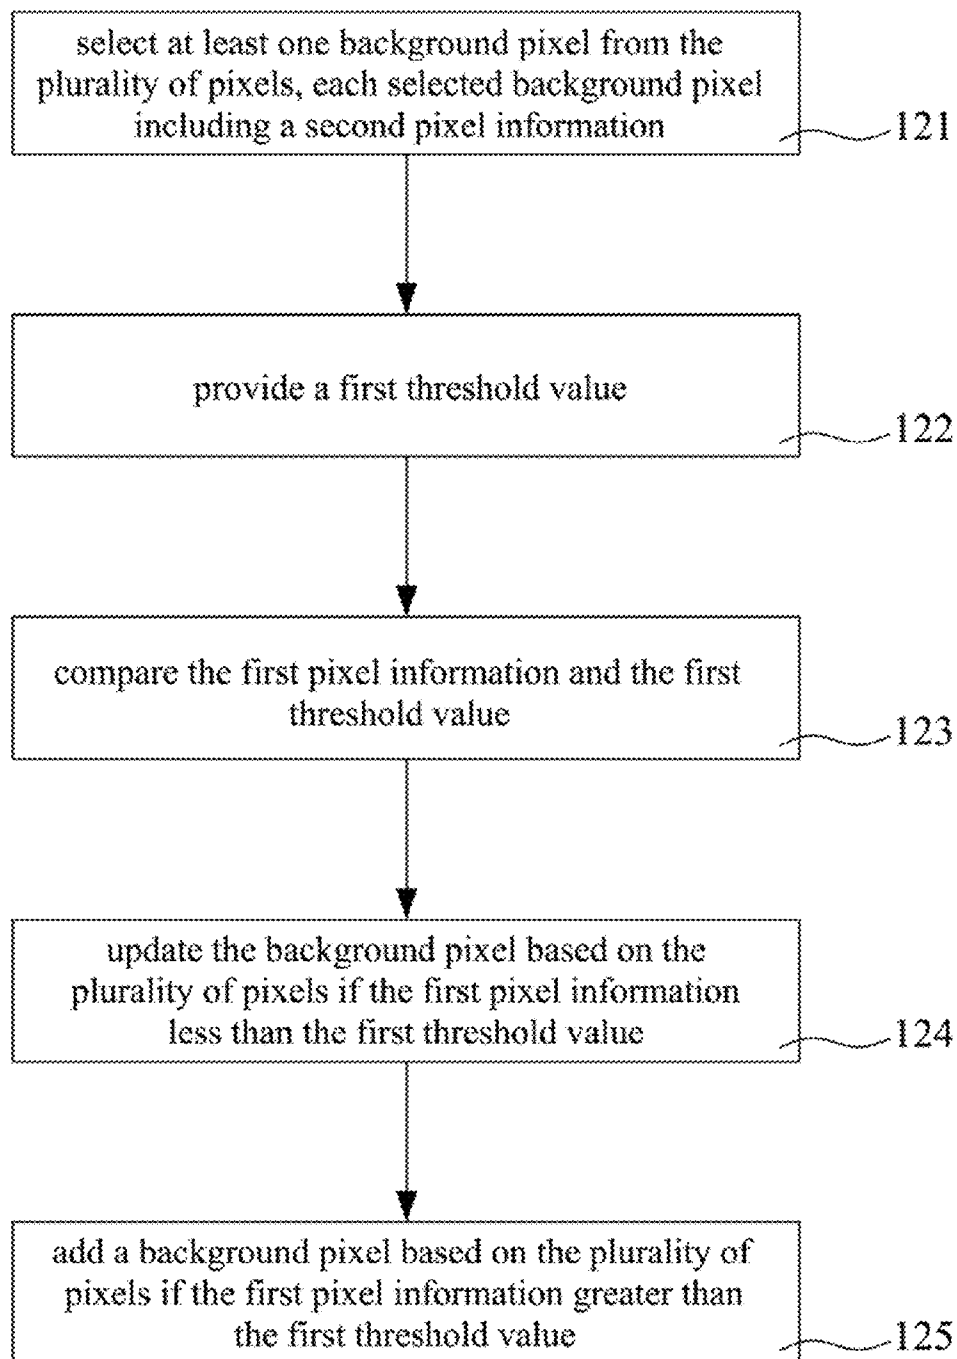 select at least one background pixel from the
plurality of pixels, each selected background pixel
including a second pixel information
121
provide a first threshold value
122
compare the first pixel information and the first
threshold value
123
update the background pixel based on the
plurality of pixels if the first pixel information
less than the first threshold value
124
add a background pixel based on the plurality of
pixels if the first pixel information greater than
the first threshold value
125